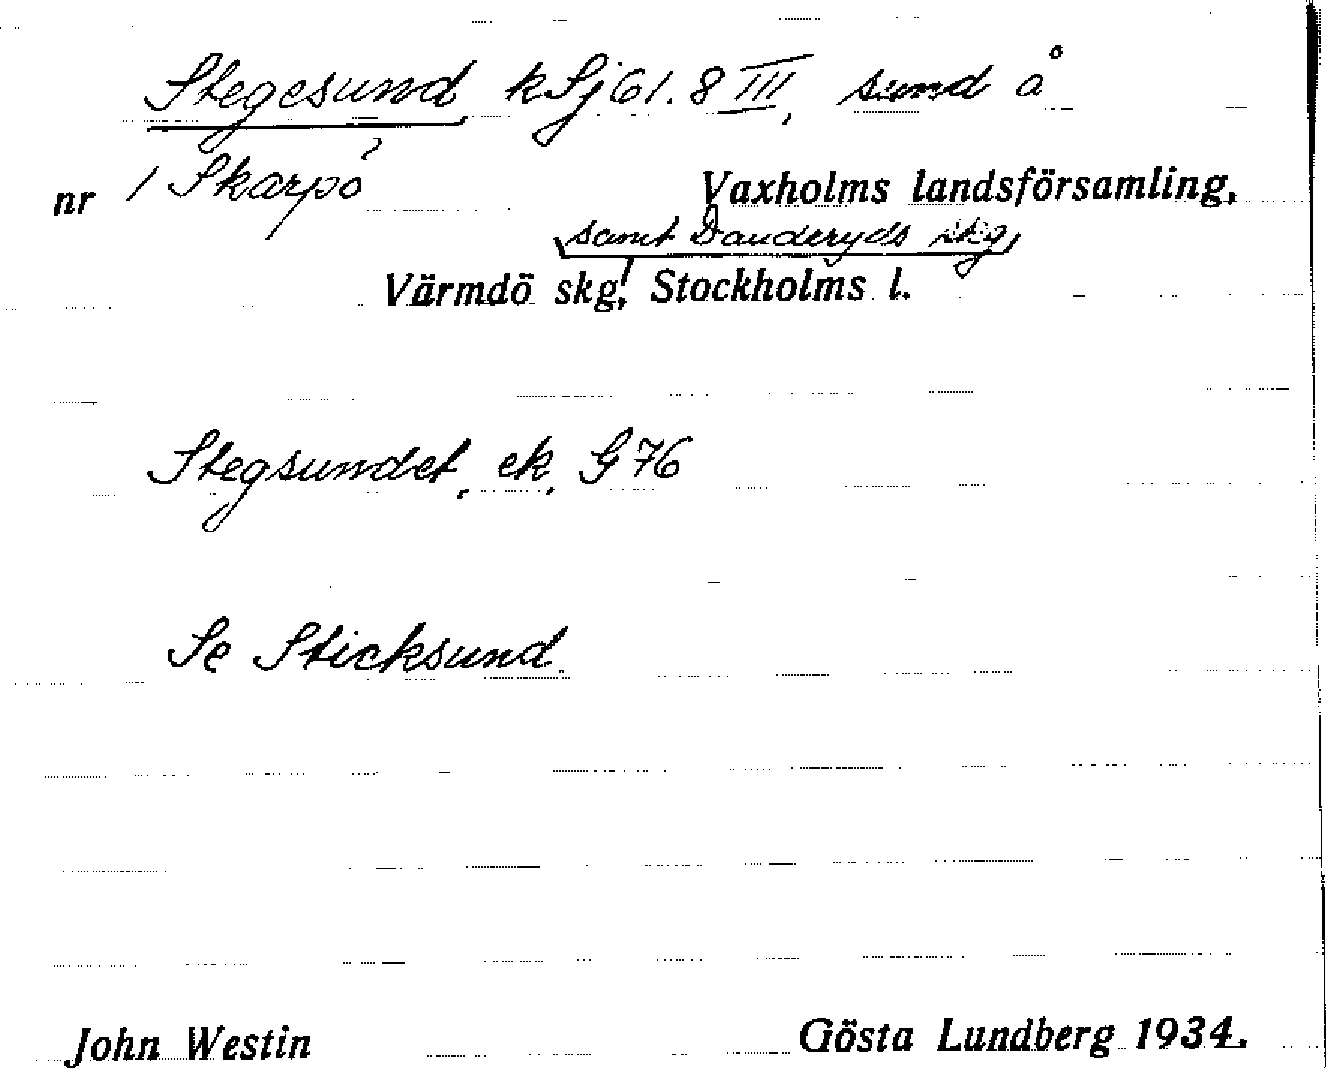 Stegesund kSj 61.8 III, sund å
nr 1 Skarpö Vaxholms landsförsamling,
samt Danderyds skg,
Värmdö skg, Stockholms l.
Stegsundet, ek, G 76
Se Sticksund.
John Westin Gösta Lundberg 1934.